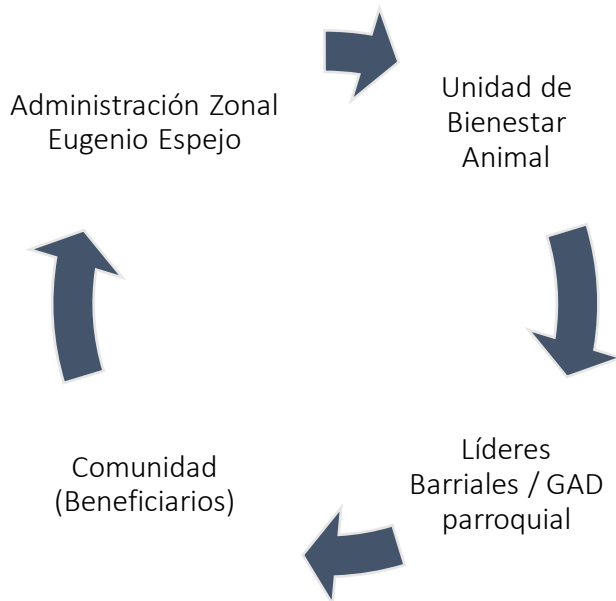 Administración Zonal
Eugenio Espejo
Unidad de
Bienestar
Animal
Líderes
Barriales / GAD
parroquial
Comunidad
(Beneficiarios)